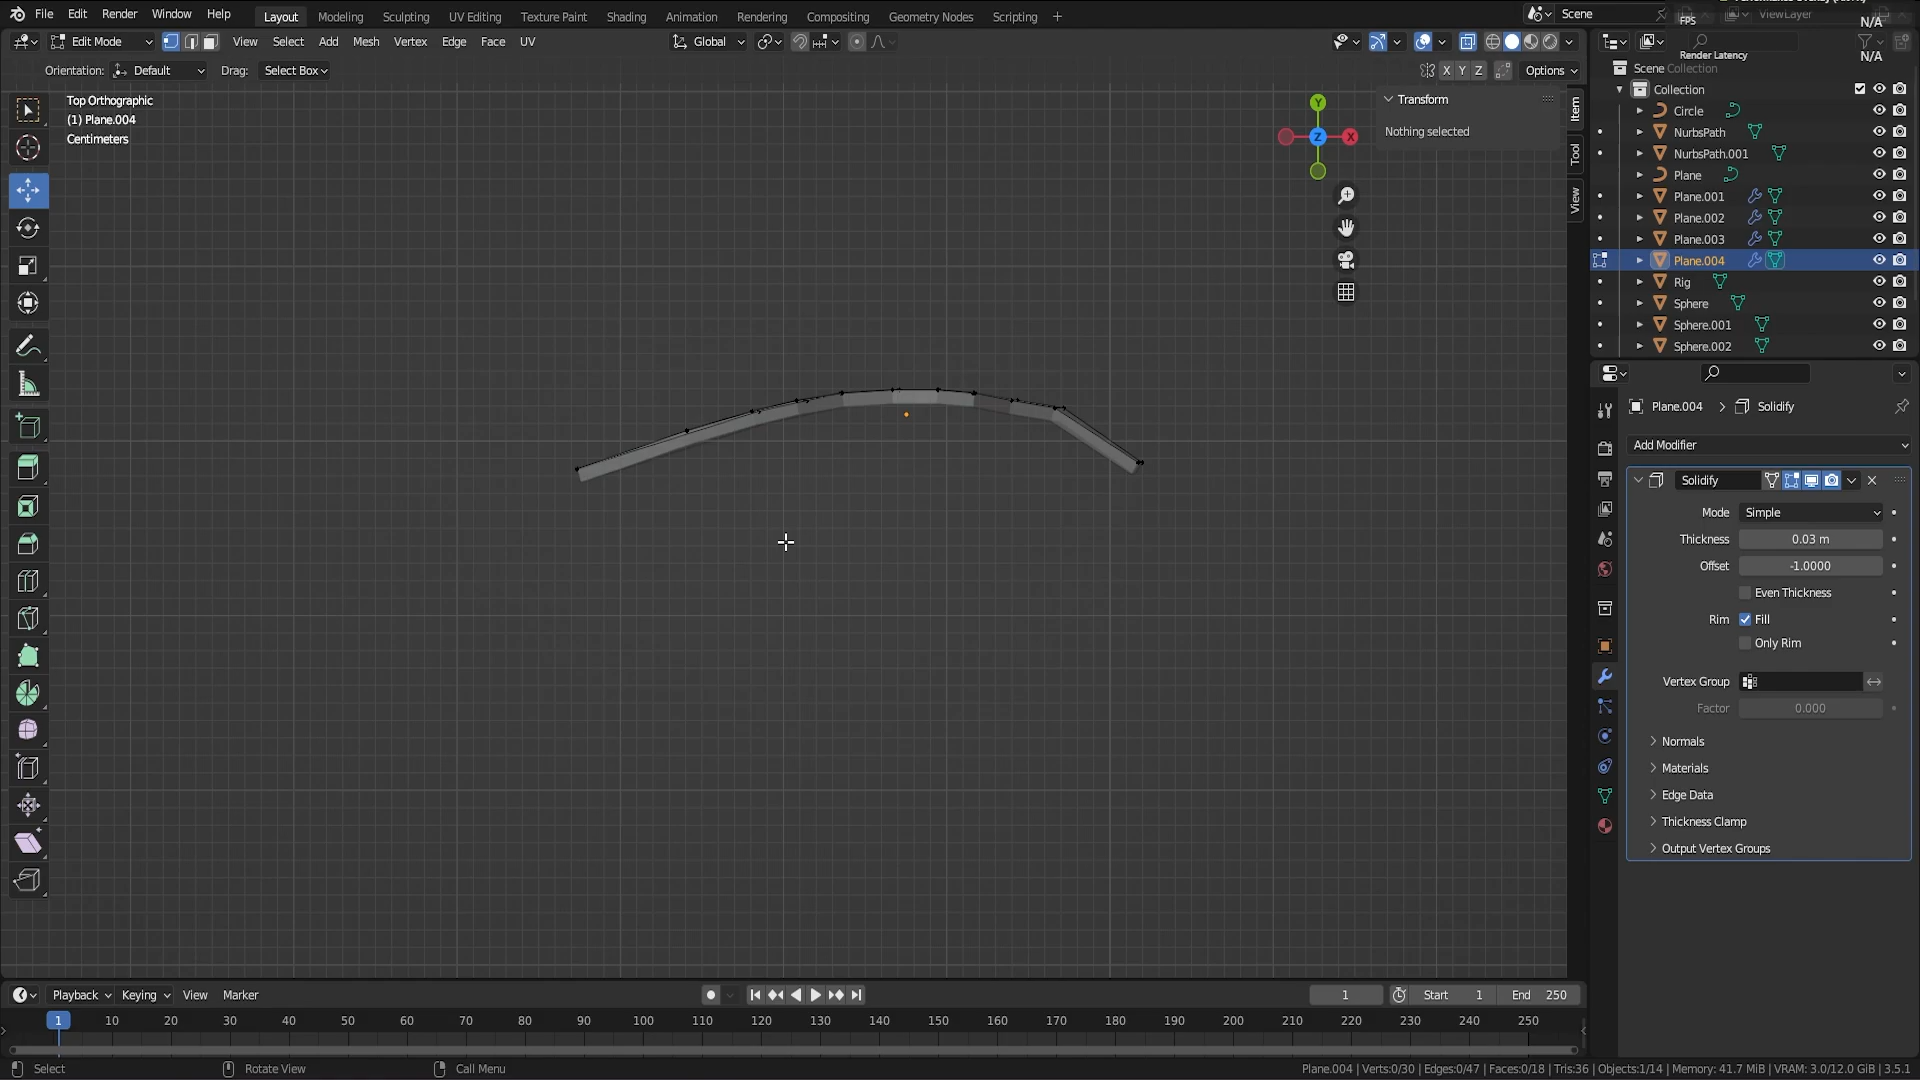 File Edit Render Window Help Layout Modeling Sculpting UV Editing Texture Paint Shading Animation Rendering Compositing Geometry Nodes Scripting + Scene ViewLayer
FPS N/A
Render Latency N/A
Edit Mode View Select Add Mesh Vertex Edge Face UV Global
Orientation: Default Drag: Select Box X Y Z Options
Top Orthographic
(1) Plane.004
Centimeters
Y
Z
X
Transform
Nothing selected
Item
Tool
View
Scene Collection
Collection
Circle
NurbsPath
NurbsPath.001
Plane
Plane.001
Plane.002
Plane.003
Plane.004
Rig
Sphere
Sphere.001
Sphere.002
Plane.004 > Solidify
Add Modifier
Solidify
Mode Simple
Thickness 0.03 m
Offset -1.0000
Even Thickness
Rim Fill
Only Rim
Vertex Group
Factor 0.000
Normals
Materials
Edge Data
Thickness Clamp
Output Vertex Groups
Playback Keying View Marker 1 Start 1 End 250
1 10 20 30 40 50 60 70 80 90 100 110 120 130 140 150 160 170 180 190 200 210 220 230 240 250
Select Rotate View Call Menu Plane.004 | Verts:0/30 | Edges:0/47 | Faces:0/18 | Tris:36 | Objects:1/14 | Memory: 41.7 MiB | VRAM: 3.0/12.0 GiB | 3.5.1